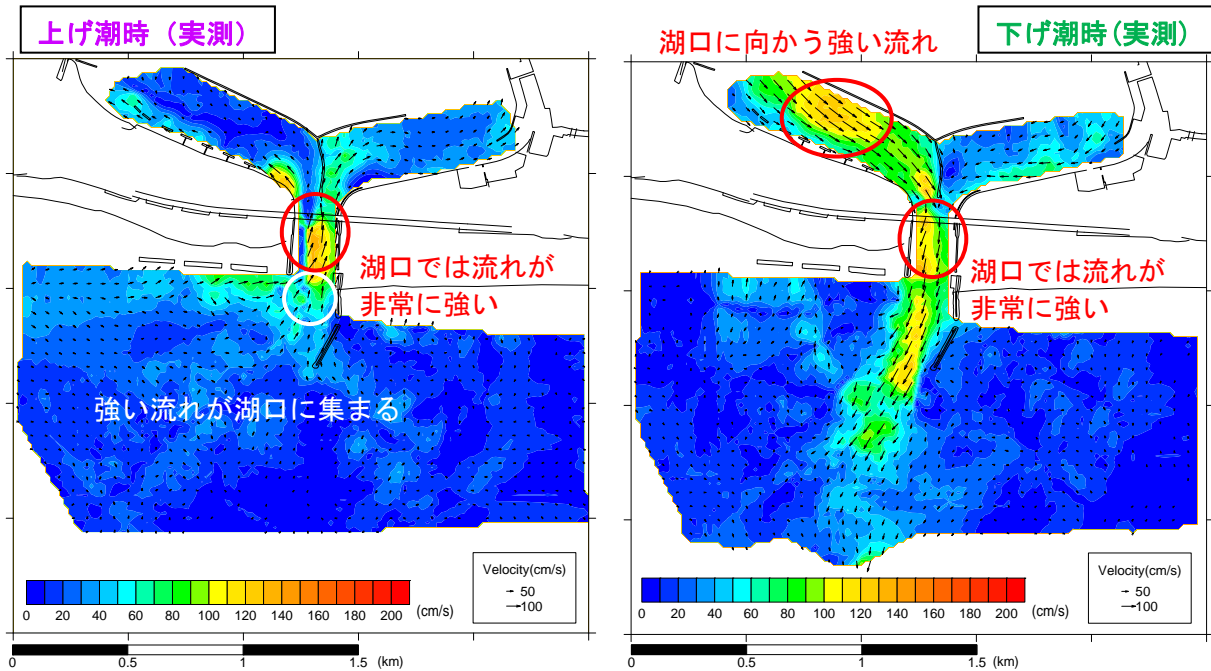 上げ潮時（実測）
湖口では流れが
非常に強い
強い流れが湖口に集まる
Velocity(cm/s)
50
100
0 20 40 60 80 100 120 140 160 180 200 (cm/s)
0 0.5 1 1.5 (km)
湖口に向かう強い流れ
下げ潮時(実測)
湖口では流れが
非常に強い
Velocity(cm/s)
50
100
0 20 40 60 80 100 120 140 160 180 200 (cm/s)
0 0.5 1 1.5 (km)